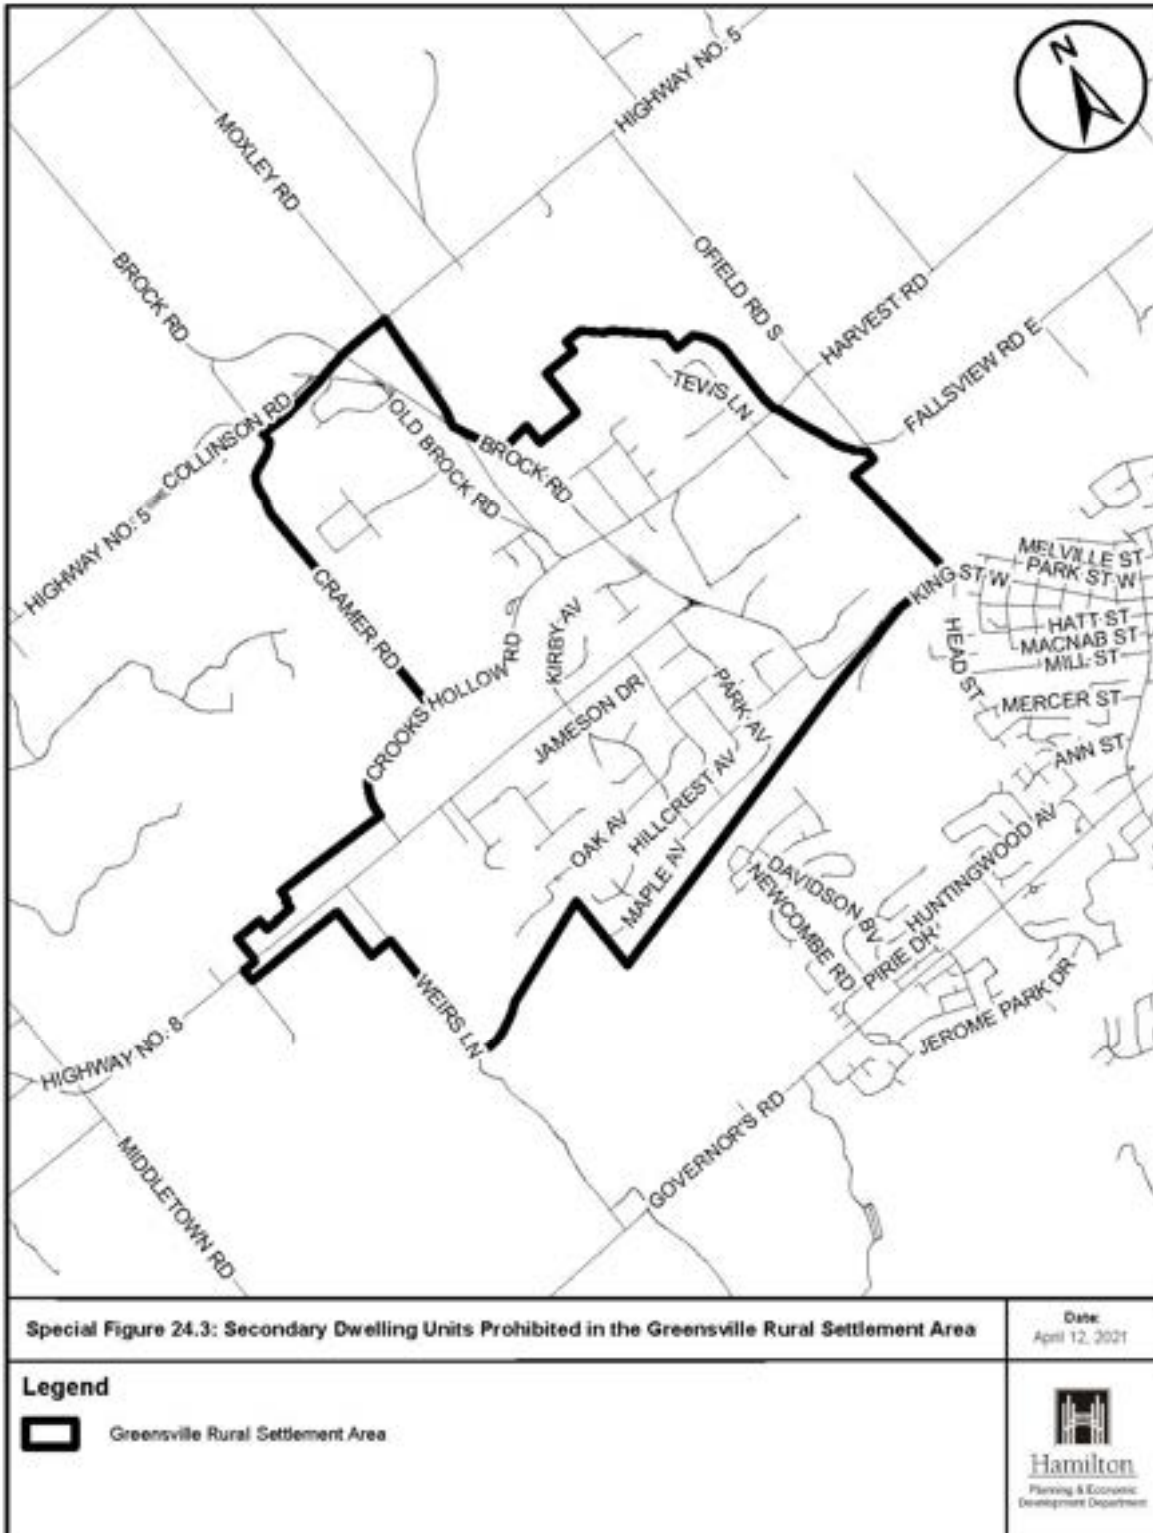 N
HIGHWAY NO. 5
MOXLEY RD
BROCK RD
OFIELD RD S
HARVEST RD
FALLSVIEW RD E
TEWS LN
COLLINSON RD
OLD BROCK RD
BROCK RD
HIGHWAY NO. 5
CRAMER RD
KING ST W
MELVILLE ST
PARK ST W
HATT ST
MACNAB ST
MILL ST
HEAD ST
MERCER ST
ANN ST
KIRBY AV
CROOKS HOLLOW RD
JAMESON DR
PARK AV
HILLCREST AV
OAK AV
MAPLE AV
DAVIDSON BV
NEWCOMBE RD
HUNTINGWOOD AV
PIRIE DR
JEROME PARK DR
WEIRS LN
HIGHWAY NO. 8
GOVERNOR'S RD
MIDDLETOWN RD
Special Figure 24.3: Secondary Dwelling Units Prohibited in the Greensville Rural Settlement Area
Date:
April 12, 2021
Legend
Greensville Rural Settlement Area
Hamilton
Planning & Economic
Development Department